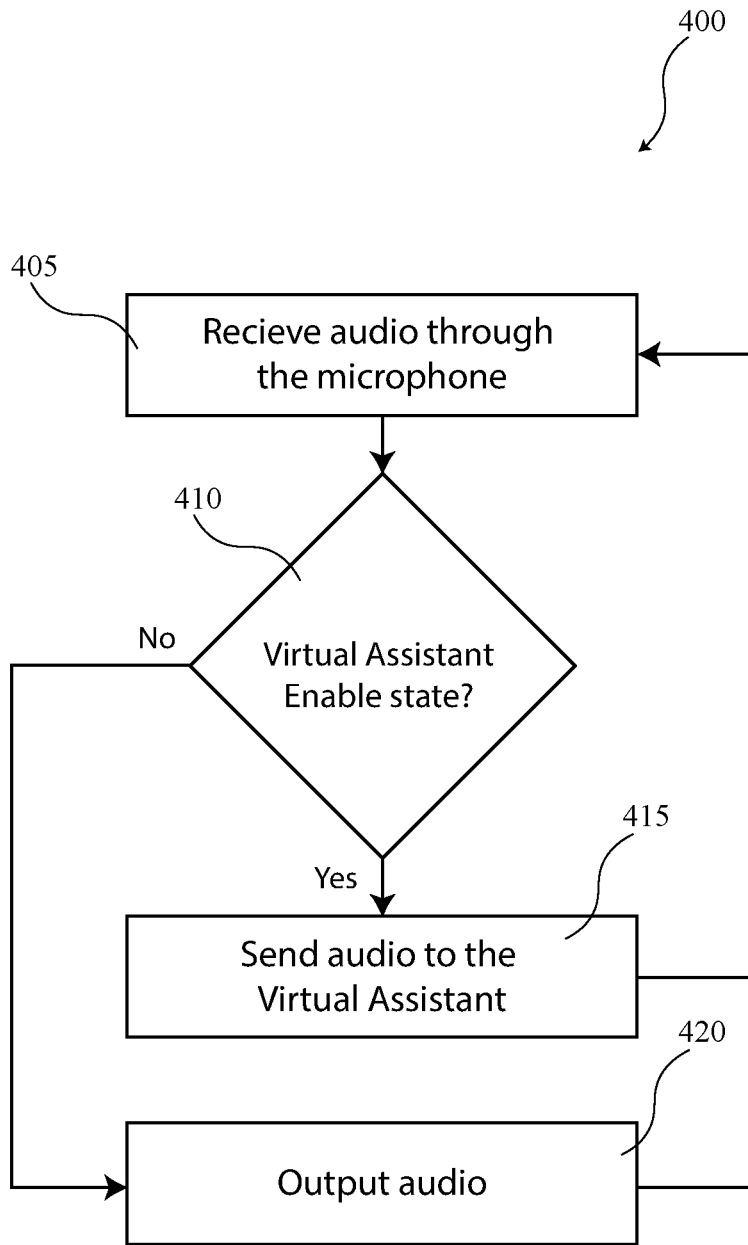 400
405
Recieve audio through
the microphone
410
No
Virtual Assistant
Enable state?
415
Yes
Send audio to the
Virtual Assistant
420
Output audio